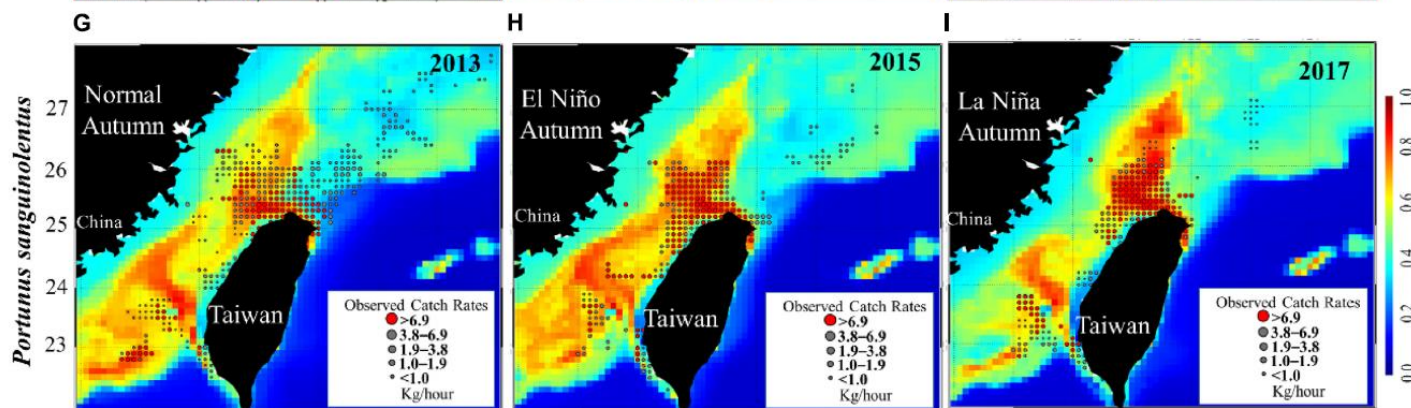 G
H
I
Portunus sanguinolentus
27
26
25
24
23
Normal
Autumn
2013
China
Taiwan
Observed Catch Rates
>6.9
3.8–6.9
1.9–3.8
1.0–1.9
<1.0
Kg/hour
El Niño
Autumn
2015
China
Taiwan
Observed Catch Rates
>6.9
3.8–6.9
1.9–3.8
1.0–1.9
<1.0
Kg/hour
La Niña
Autumn
2017
China
Taiwan
Observed Catch Rates
>6.9
3.8–6.9
1.9–3.8
1.0–1.9
<1.0
Kg/hour
1.0
0.8
0.6
0.4
0.2
0.0